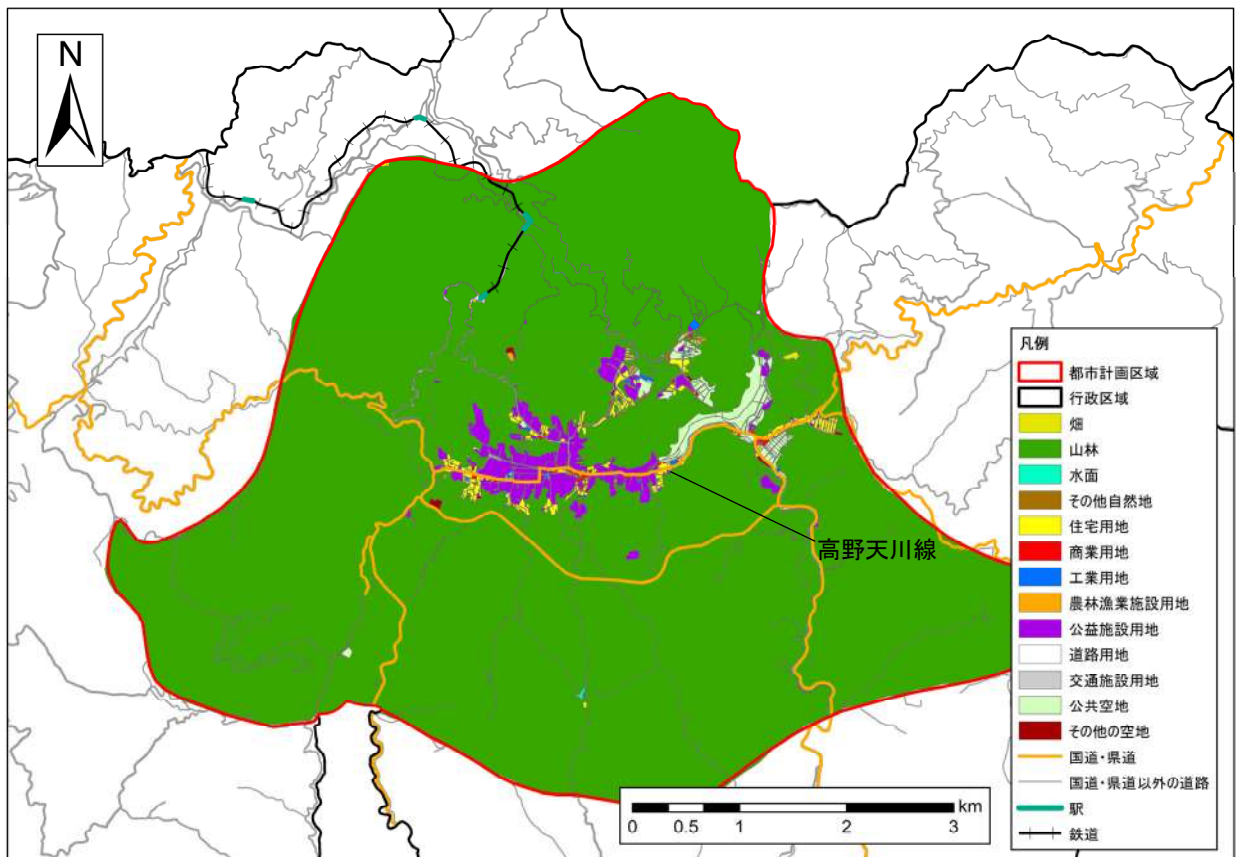 N
高野天川線
凡例
都市計画区域
行政区域
畑
山林
水面
その他自然地
住宅用地
商業用地
工業用地
農林漁業施設用地
公益施設用地
道路用地
交通施設用地
公共空地
その他の空地
国道・県道
国道・県道以外の道路
駅
鉄道
km
0 0.5 1 2 3